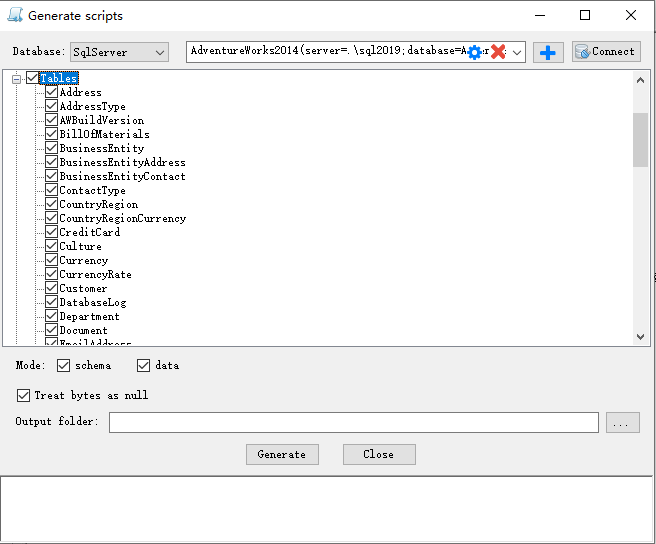 Generate scripts
Database: SqlServer AdventureWorks2014(server=.\sql2019;database=A Connect
Tables
Address
AddressType
AWBuildVersion
BillOfMaterials
BusinessEntity
BusinessEntityAddress
BusinessEntityContact
ContactType
CountryRegion
CountryRegionCurrency
CreditCard
Culture
Currency
CurrencyRate
Customer
DatabaseLog
Department
Document
EmailAddress
Mode: schema data
Treat bytes as null
Output folder: ...
Generate Close